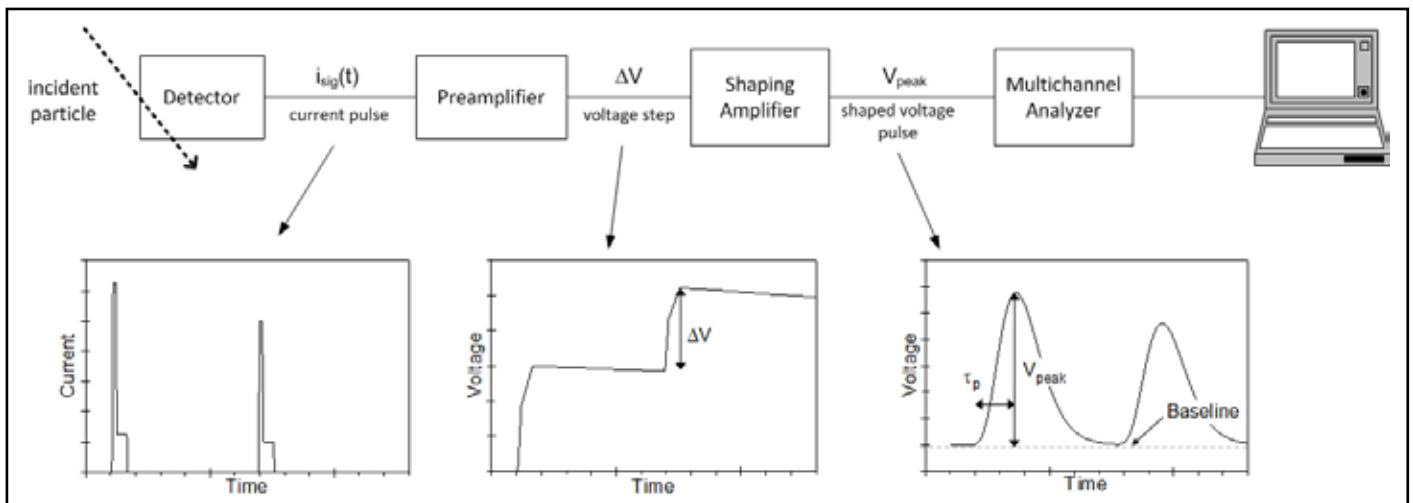 incident
particle
Detector
i_sig(t)
current pulse
Preamplifier
ΔV
voltage step
Shaping
Amplifier
V_peak
shaped voltage
pulse
Multichannel
Analyzer
Current
Time
Voltage
ΔV
Time
Voltage
τ_p
V_peak
Baseline
Time